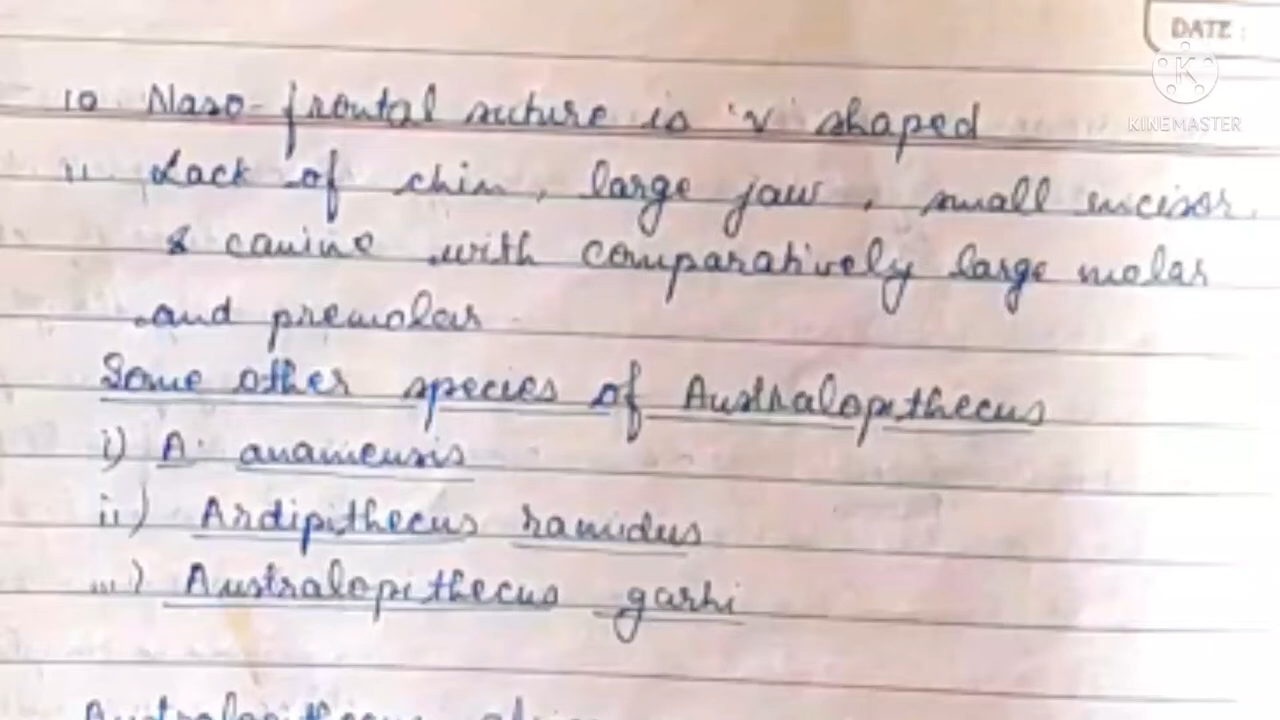 DATE :
KINEMASTER
10 Naso-frontal suture is 'v' shaped
11 Lack of chin, large jaw, small incisor
& canine with comparatively large molar
and premolar
Some other species of Australopithecus
i) A. anamensis
ii) Ardipithecus ramidus
iii) Australopithecus garhi
Australopithecus